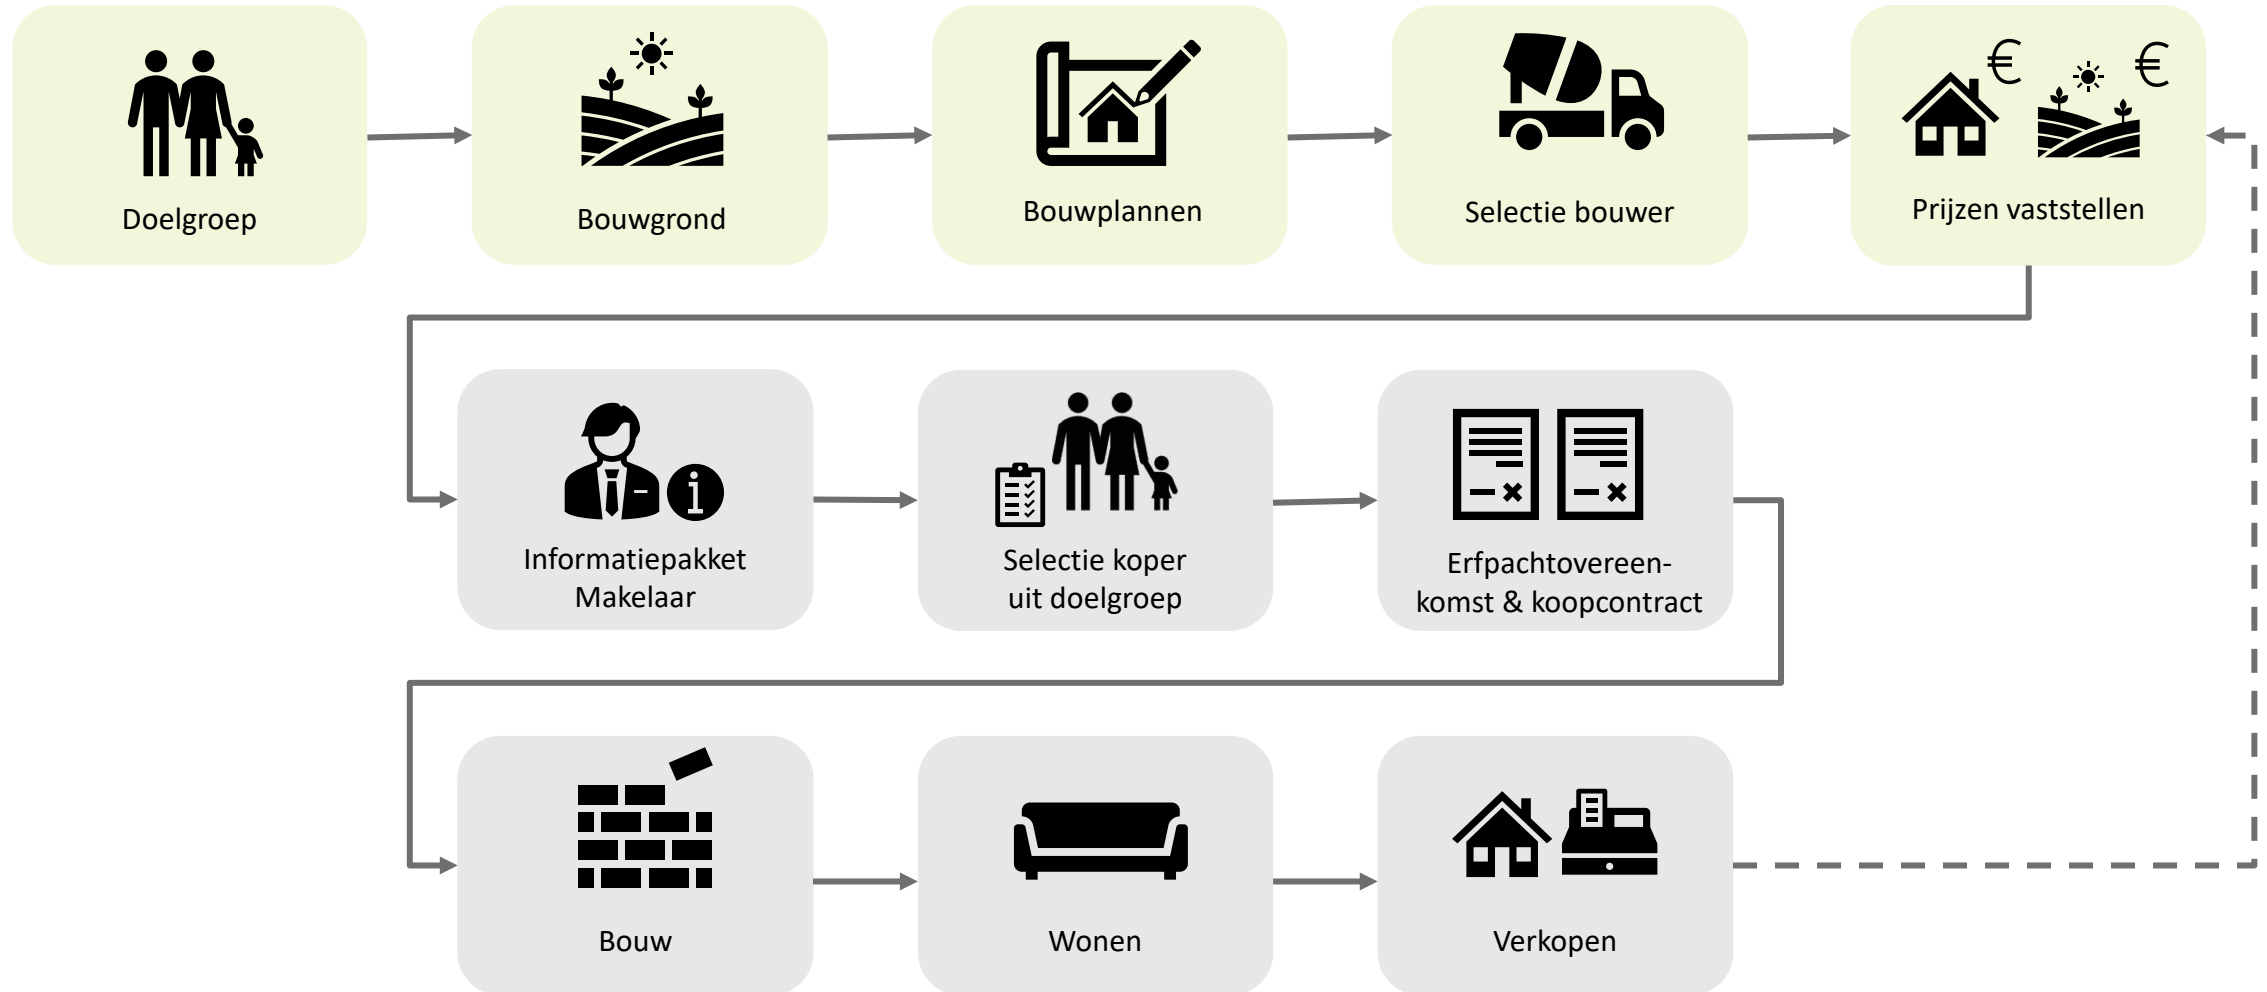 Doelgroep
Bouwgrond
Bouwplannen
Selectie bouwer
€ €
Prijzen vaststellen
i
Informatiepakket
Makelaar
Selectie koper
uit doelgroep
Erfpachtovereen-
komst & koopcontract
Bouw
Wonen
Verkopen